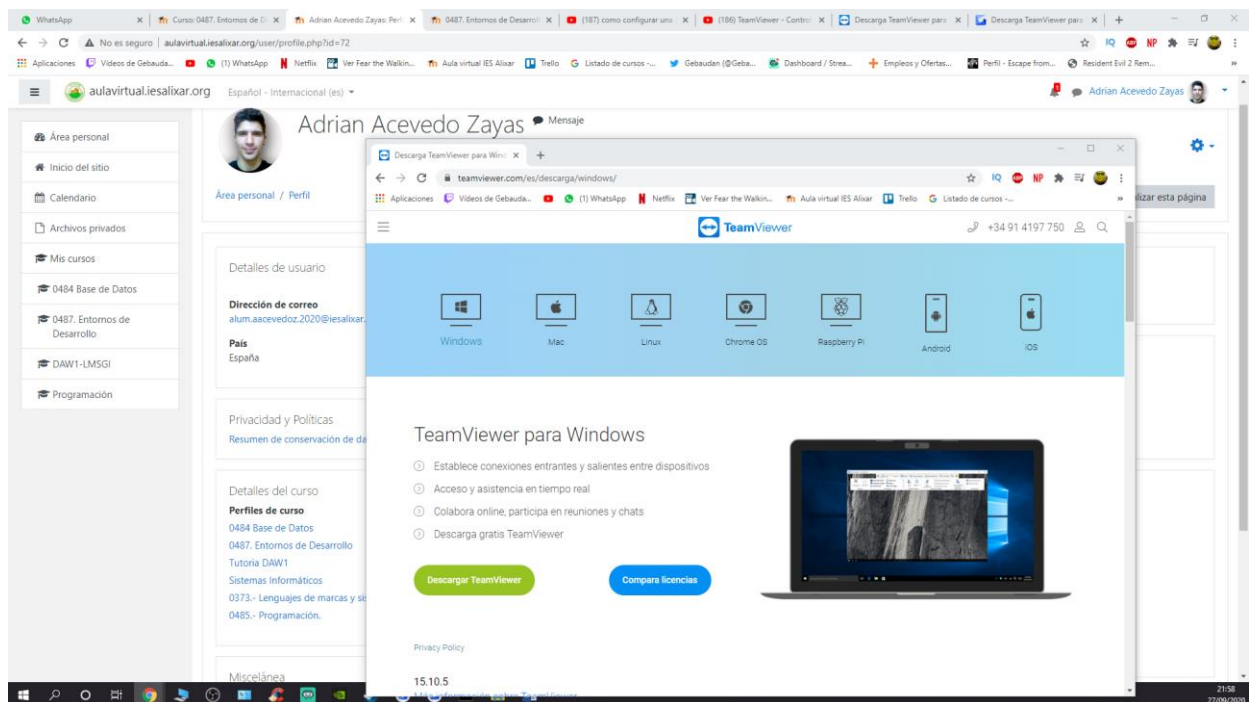 WhatsApp
Curso: 0487. Entornos de D
Adrian Acevedo Zayas: Perf
0487. Entornos de Desarroll
(187) como configurar una
(186) TeamViewer - Control
Descarga TeamViewer para
Descarga TeamViewer para
No es seguro | aulavirtual.iesalixar.org/user/profile.php?id=72
Aplicaciones Videos de Gebauda... (1) WhatsApp Netflix Ver Fear the Walkin... Aula virtual IES Alixar Trello Listado de cursos -... Gebaudan (@Geba... Dashboard / Strea... Empleos y Ofertas... Perfil - Escape from... Resident Evil 2 Rem...
aulavirtual.iesalixar.org Español - Internacional (es) Adrian Acevedo Zayas
Área personal
Inicio del sitio
Calendario
Archivos privados
Mis cursos
0484 Base de Datos
0487. Entornos de
Desarrollo
DAW1-LMSGI
Programación
Adrian Acevedo Zayas Mensaje
Área personal / Perfil
lizar esta página
Detalles de usuario
Dirección de correo
alum.aacevedoz.2020@iesalixar.
País
España
Privacidad y Políticas
Resumen de conservación de da
Detalles del curso
Perfiles de curso
0484 Base de Datos
0487. Entornos de Desarrollo
Tutoria DAW1
Sistemas Informáticos
0373.- Lenguajes de marcas y sis
0485.- Programación.
Miscelánea
Descarga TeamViewer para Wind
teamviewer.com/es/descarga/windows/
Aplicaciones Videos de Gebauda... (1) WhatsApp Netflix Ver Fear the Walkin... Aula virtual IES Alixar Trello Listado de cursos -...
TeamViewer +34 91 4197 750
Windows Mac Linux Chrome OS Raspberry Pi Android iOS
TeamViewer para Windows
Establece conexiones entrantes y salientes entre dispositivos
Acceso y asistencia en tiempo real
Colabora online, participa en reuniones y chats
Descarga gratis TeamViewer
Descargar TeamViewer Compara licencias
Privacy Policy
15.10.5
Más información sobre TeamViewer
21:58
27/09/2020